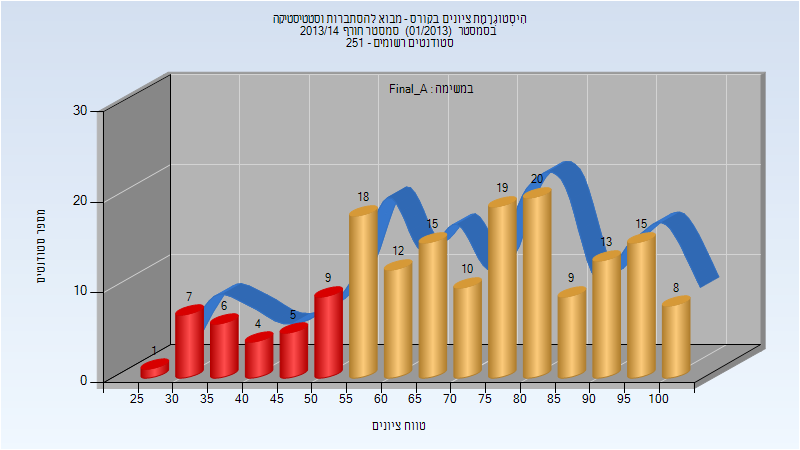 היסטוגרמת ציונים בקורס - מבוא להסתברות וסטטיסטיקה
בסמסטר (01/2013) סמסטר חורף 2013/14
סטודנטים רשומים - 251
במשימה : Final_A
מספר סטודנטים
30
20
10
0
1
7
6
4
5
9
18
12
15
10
19
20
9
13
15
8
25 30 35 40 45 50 55 60 65 70 75 80 85 90 95 100
טווח ציונים